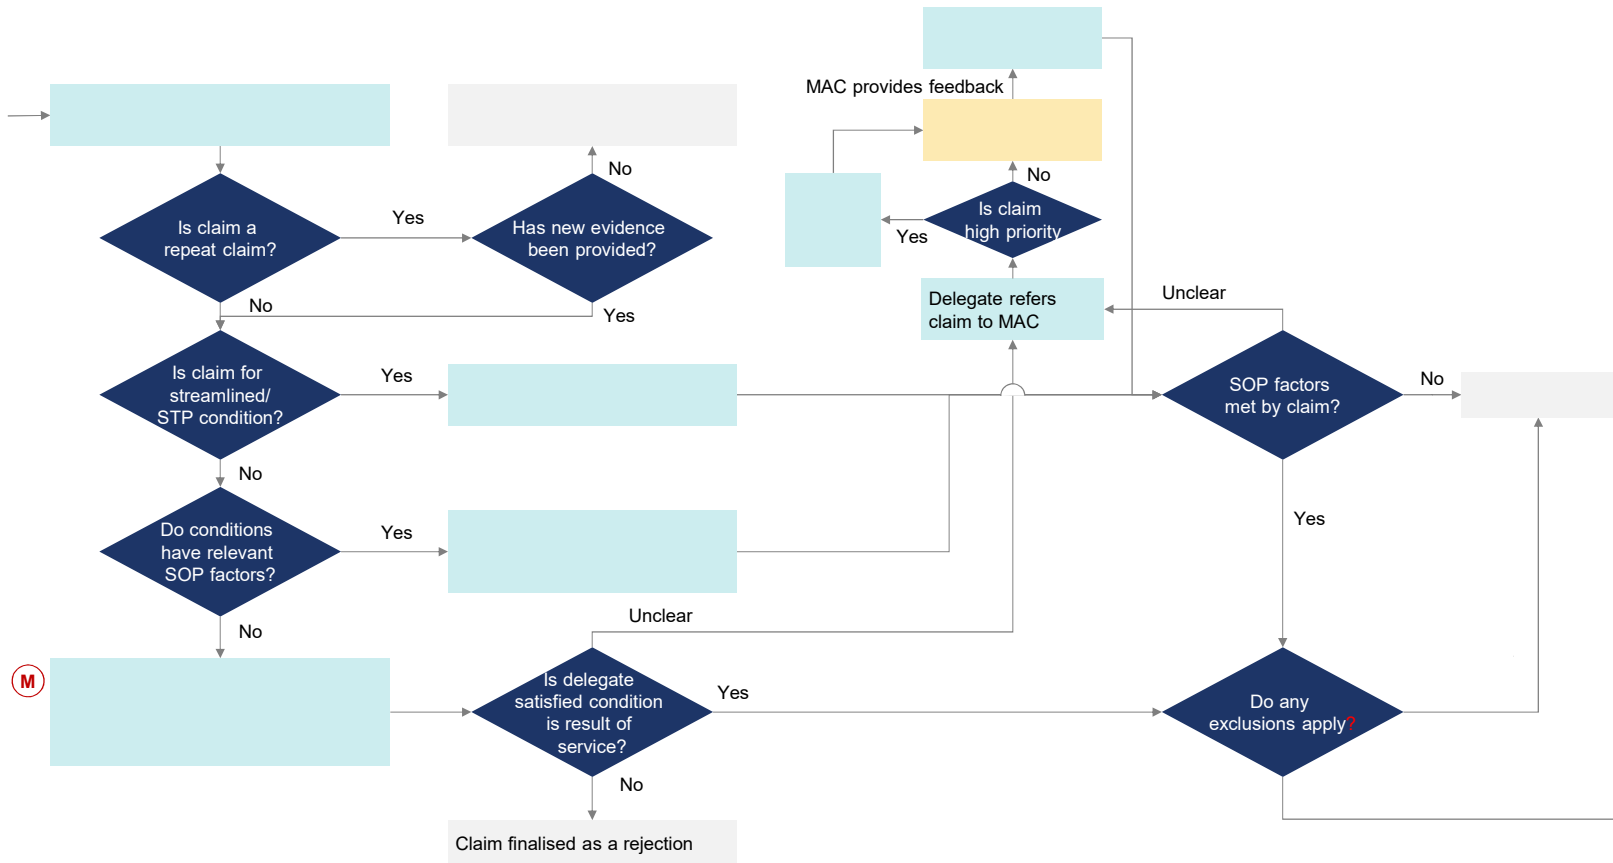 MAC provides feedback
No
No
Is claim a
repeat claim?
Yes
Has new evidence
been provided?
Is claim
high priority
Yes
Delegate refers
claim to MAC
Unclear
No
Yes
Is claim for
streamlined/
STP condition?
Yes
SOP factors
met by claim?
No
No
Do conditions
have relevant
SOP factors?
Yes
Yes
No
Unclear
M
Is delegate
satisfied condition
is result of
service?
Yes
Do any
exclusions apply?
No
Claim finalised as a rejection